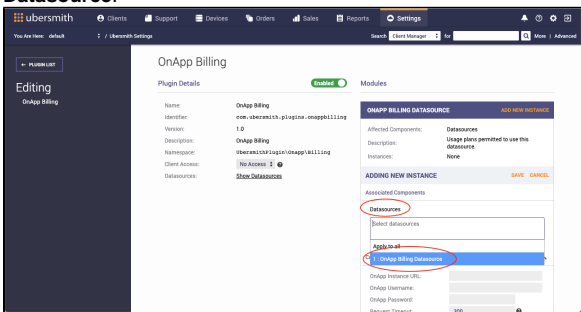 Datasource.
ubersmith Clients Support Devices Orders Sales Reports Settings
You Are Here: default / Ubersmith Settings Search Client Manager for More | Advanced
← PLUGIN LIST
Editing
OnApp Billing
OnApp Billing
Plugin Details Enabled
Name: OnApp Billing
Identifier: com.ubersmith.plugins.onappbilling
Version: 1.0
Description: OnApp Billing
Namespace: UbersmithPlugin\Onapp\Billing
Client Access: No Access
Datasources: Show Datasources
Modules
ONAPP BILLING DATASOURCE ADD NEW INSTANCE
Affected Components: Datasources
Description: Usage plans permitted to use this
datasource.
Instances: None
ADDING NEW INSTANCE SAVE CANCEL
Associated Components
Datasources
Select datasources
Apply to all
1 : OnApp Billing Datasource
OnApp Instance URL:
OnApp Username:
OnApp Password:
Request Timeout: 300